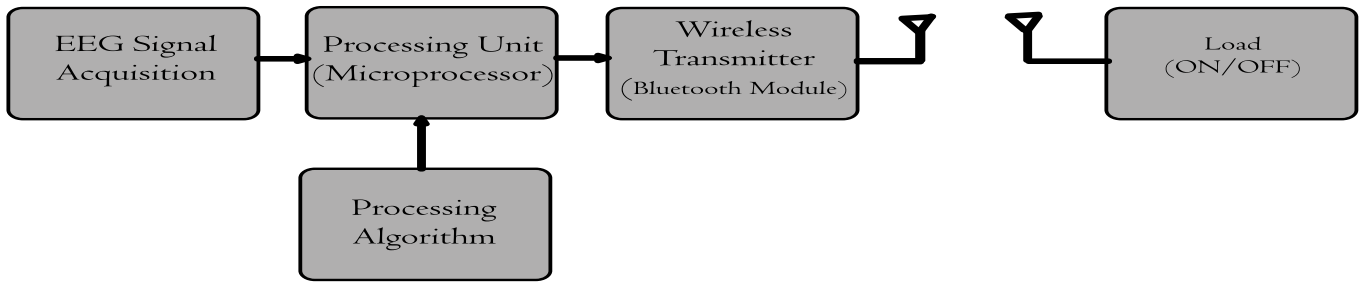 EEG Signal
Acquisition
Processing Unit
(Microprocessor)
Wireless
Transmitter
(Bluetooth Module)
Load
(ON/OFF)
Processing
Algorithm